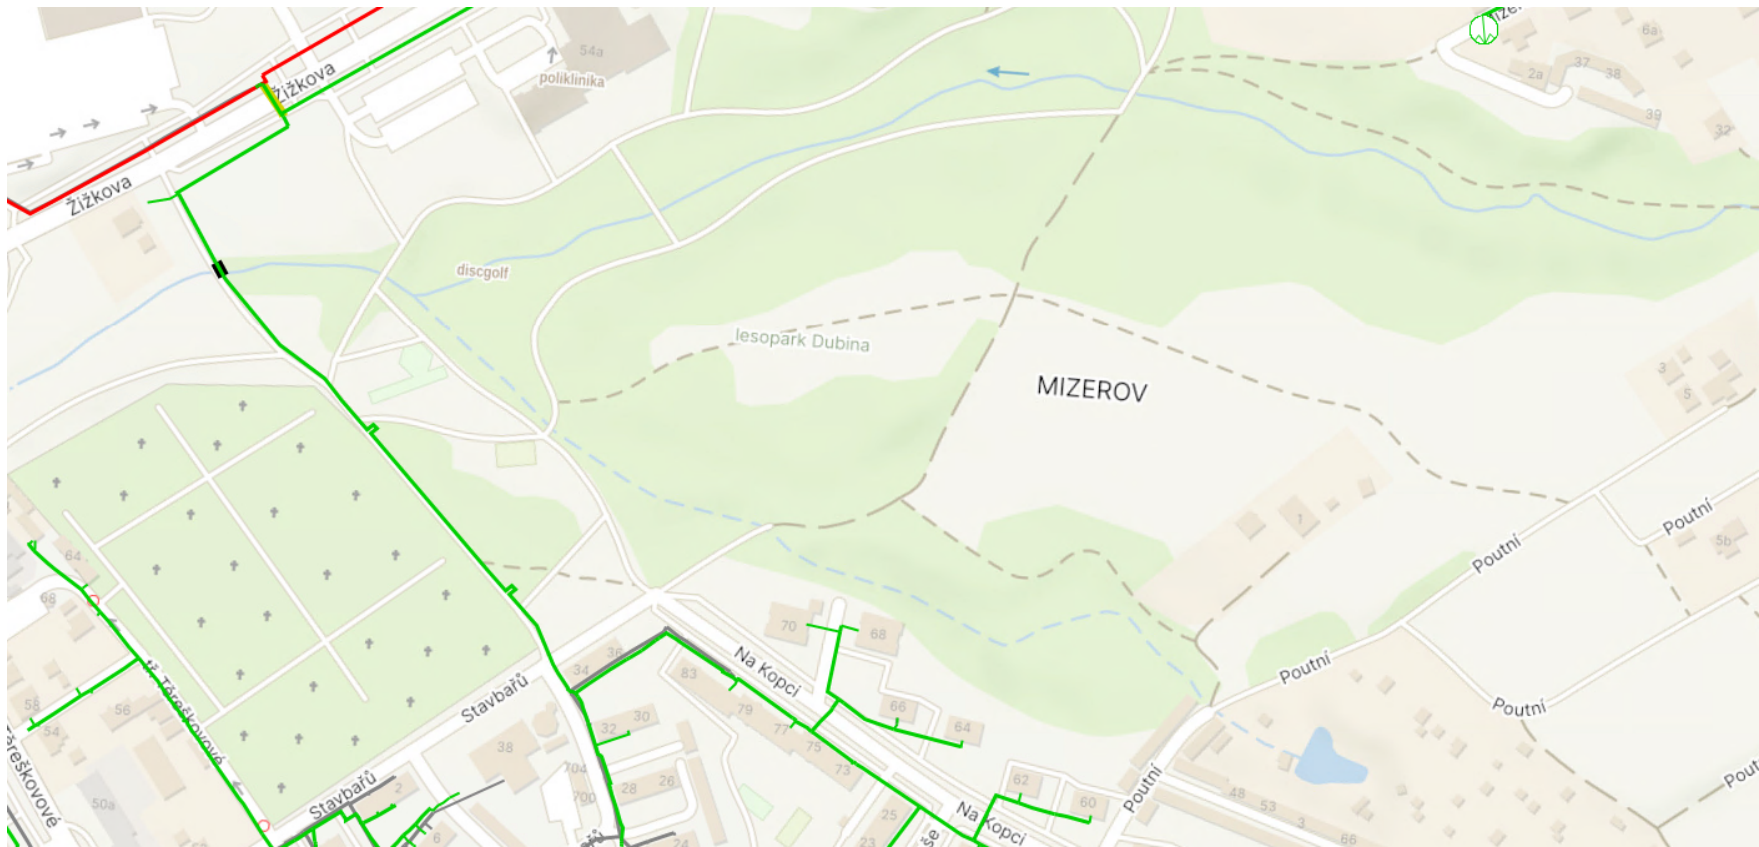 Žižkova
54a
poliklinika
6a
2a
37
38
39
32
Žižkova
discgolf
lesopark Dubina
MIZEROV
3
5
1
Poutní
5b
Poutní
64
68
70
68
36
34
83
Na Kopci
Poutní
58
56
54
tř. Těreškovové
Stavbařů
30
32
38
79
77
75
73
66
64
Poutní
704
700
28
26
2
Stavbařů
50a
62
60
Poutní
48
53
3
66
25
23
Na Kopci
6
24